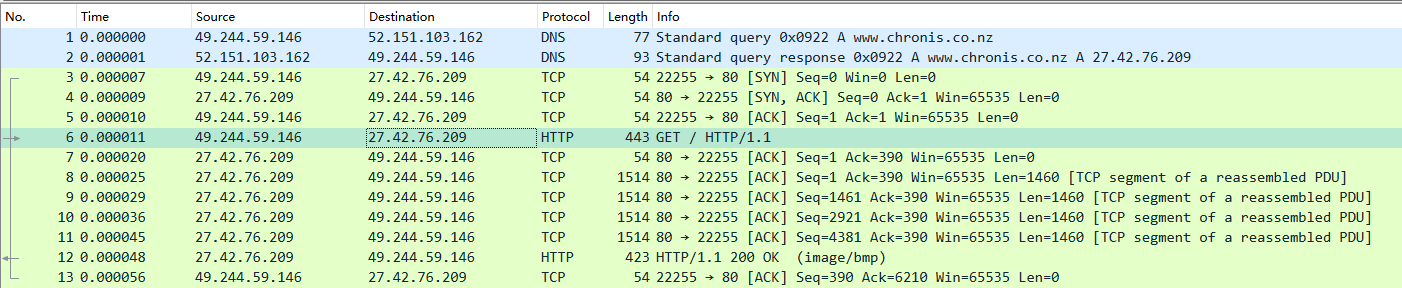 No. Time Source Destination Protocol Length Info
1 0.000000 49.244.59.146 52.151.103.162 DNS 77 Standard query 0x0922 A www.chronis.co.nz
2 0.000001 52.151.103.162 49.244.59.146 DNS 93 Standard query response 0x0922 A www.chronis.co.nz A 27.42.76.209
3 0.000007 49.244.59.146 27.42.76.209 TCP 54 22255 → 80 [SYN] Seq=0 Win=0 Len=0
4 0.000009 27.42.76.209 49.244.59.146 TCP 54 80 → 22255 [SYN, ACK] Seq=0 Ack=1 Win=65535 Len=0
5 0.000010 49.244.59.146 27.42.76.209 TCP 54 22255 → 80 [ACK] Seq=1 Ack=1 Win=65535 Len=0
6 0.000011 49.244.59.146 27.42.76.209 HTTP 443 GET / HTTP/1.1
7 0.000020 27.42.76.209 49.244.59.146 TCP 54 80 → 22255 [ACK] Seq=1 Ack=390 Win=65535 Len=0
8 0.000025 27.42.76.209 49.244.59.146 TCP 1514 80 → 22255 [ACK] Seq=1 Ack=390 Win=65535 Len=1460 [TCP segment of a reassembled PDU]
9 0.000029 27.42.76.209 49.244.59.146 TCP 1514 80 → 22255 [ACK] Seq=1461 Ack=390 Win=65535 Len=1460 [TCP segment of a reassembled PDU]
10 0.000036 27.42.76.209 49.244.59.146 TCP 1514 80 → 22255 [ACK] Seq=2921 Ack=390 Win=65535 Len=1460 [TCP segment of a reassembled PDU]
11 0.000045 27.42.76.209 49.244.59.146 TCP 1514 80 → 22255 [ACK] Seq=4381 Ack=390 Win=65535 Len=1460 [TCP segment of a reassembled PDU]
12 0.000048 27.42.76.209 49.244.59.146 HTTP 423 HTTP/1.1 200 OK (image/bmp)
13 0.000056 49.244.59.146 27.42.76.209 TCP 54 22255 → 80 [ACK] Seq=390 Ack=6210 Win=65535 Len=0